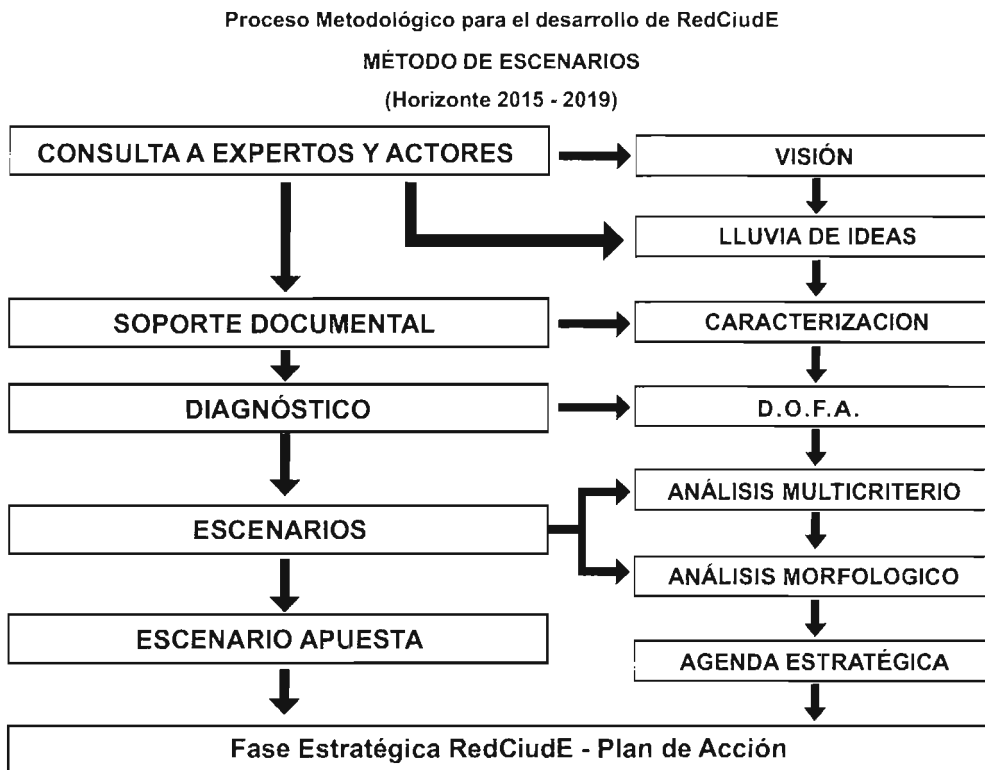 Proceso Metodológico para el desarrollo de RedCiudE
MÉTODO DE ESCENARIOS
(Horizonte 2015 - 2019)
CONSULTA A EXPERTOS Y ACTORES
VISIÓN
LLUVIA DE IDEAS
SOPORTE DOCUMENTAL
CARACTERIZACION
DIAGNÓSTICO
D.O.F.A.
ANÁLISIS MULTICRITERIO
ESCENARIOS
ANÁLISIS MORFOLOGICO
ESCENARIO APUESTA
AGENDA ESTRATÉGICA
Fase Estratégica RedCiudE - Plan de Acción